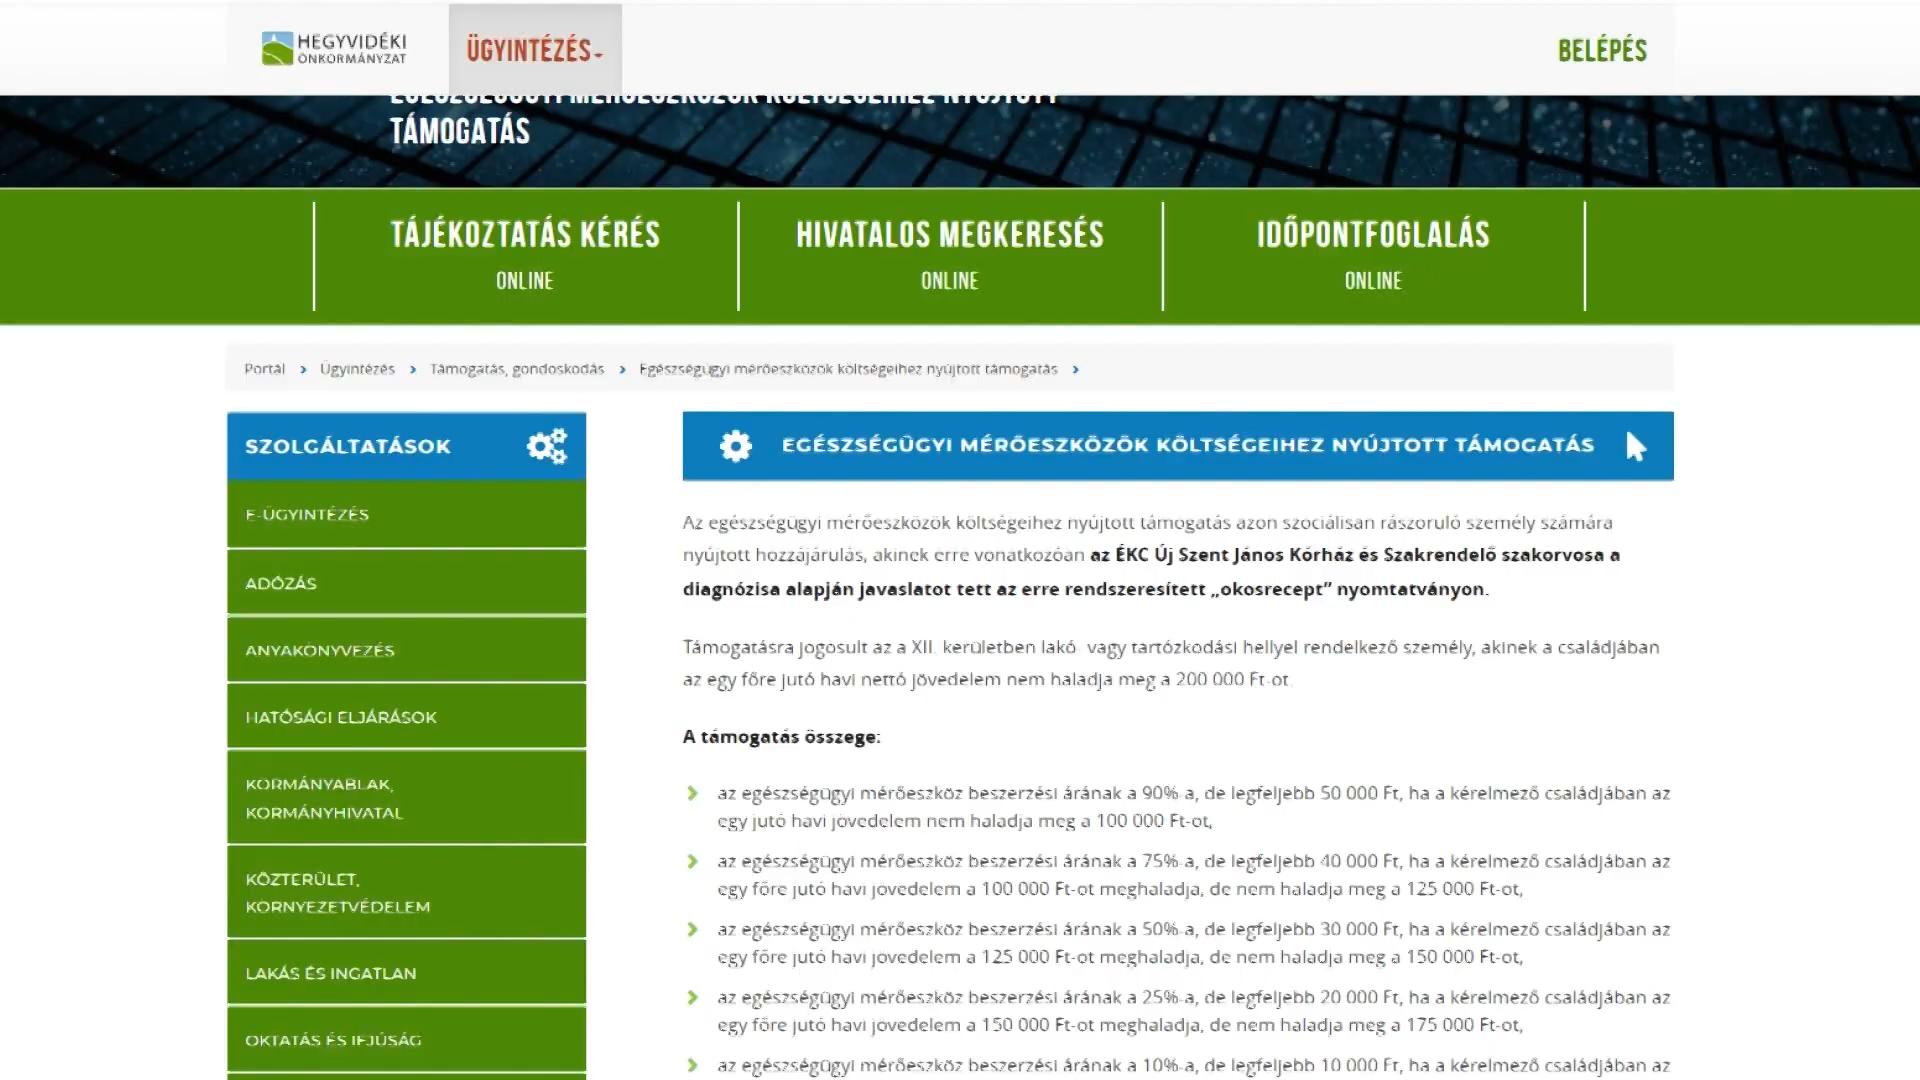 HEGYVIDÉKI
ÖNKORMÁNYZAT
ÜGYINTÉZÉS
BELÉPÉS
EGÉSZSÉGÜGYI MÉRŐESZKÖZÖK KÖLTSÉGEIHEZ NYÚJTOTT
TÁMOGATÁS
TÁJÉKOZTATÁS KÉRÉS
ONLINE
HIVATALOS MEGKERESÉS
ONLINE
IDŐPONTFOGLALÁS
ONLINE
Portál › Ügyintézés › Támogatás, gondoskodás › Egészségügyi mérőeszközök költségeihez nyújtott támogatás ›
SZOLGÁLTATÁSOK
E-ÜGYINTÉZÉS
ADÓZÁS
ANYAKÖNYVEZÉS
HATÓSÁGI ELJÁRÁSOK
KORMÁNYABLAK,
KORMÁNYHIVATAL
KÖZTERÜLET,
KÖRNYEZETVÉDELEM
LAKÁS ÉS INGATLAN
OKTATÁS ÉS IFJÚSÁG
EGÉSZSÉGÜGYI MÉRŐESZKÖZÖK KÖLTSÉGEIHEZ NYÚJTOTT TÁMOGATÁS
Az egészségügyi mérőeszközök költségeihez nyújtott támogatás azon szociálisan rászoruló személy számára
nyújtott hozzájárulás, akinek erre vonatkozóan az ÉKC Új Szent János Kórház és Szakrendelő szakorvosa a
diagnózisa alapján javaslatot tett az erre rendszeresített „okosrecept” nyomtatványon.
Támogatásra jogosult az a XII. kerületben lakó- vagy tartózkodási hellyel rendelkező személy, akinek a családjában
az egy főre jutó havi nettó jövedelem nem haladja meg a 200 000 Ft-ot.
A támogatás összege:
az egészségügyi mérőeszköz beszerzési árának a 90%-a, de legfeljebb 50 000 Ft, ha a kérelmező családjában az
egy jutó havi jövedelem nem haladja meg a 100 000 Ft-ot,
az egészségügyi mérőeszköz beszerzési árának a 75%-a, de legfeljebb 40 000 Ft, ha a kérelmező családjában az
egy főre jutó havi jövedelem a 100 000 Ft-ot meghaladja, de nem haladja meg a 125 000 Ft-ot,
az egészségügyi mérőeszköz beszerzési árának a 50%-a, de legfeljebb 30 000 Ft, ha a kérelmező családjában az
egy főre jutó havi jövedelem a 125 000 Ft-ot meghaladja, de nem haladja meg a 150 000 Ft-ot,
az egészségügyi mérőeszköz beszerzési árának a 25%-a, de legfeljebb 20 000 Ft, ha a kérelmező családjában az
egy főre jutó havi jövedelem a 150 000 Ft-ot meghaladja, de nem haladja meg a 175 000 Ft-ot,
az egészségügyi mérőeszköz beszerzési árának a 10%-a, de legfeljebb 10 000 Ft, ha a kérelmező családjában az